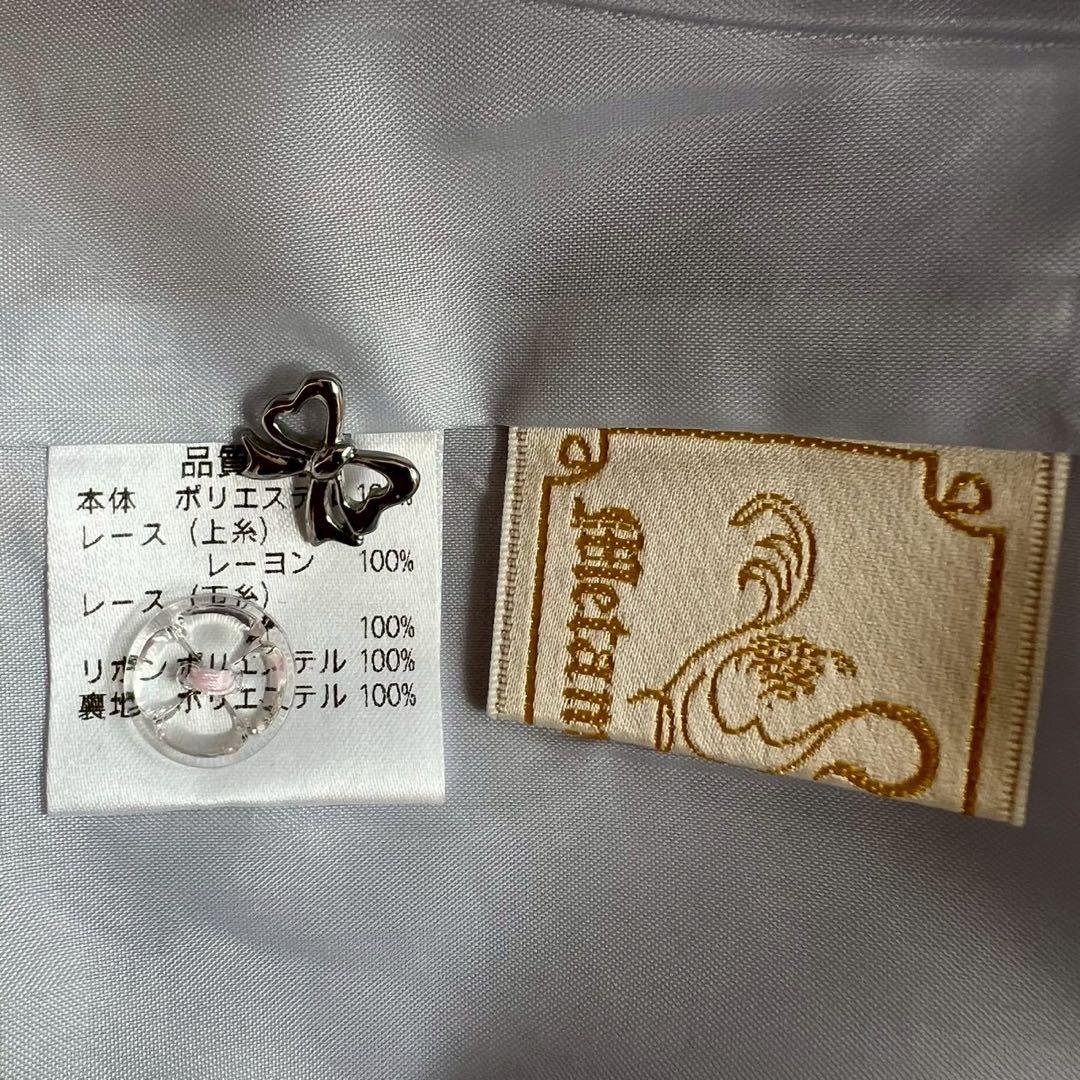 品質
本体 ポリエステ
レース (上糸)
レーヨン 100%
レース (下糸)
100%
リボン ポリエステル 100%
裏地 ポリエステル 100%
Metam